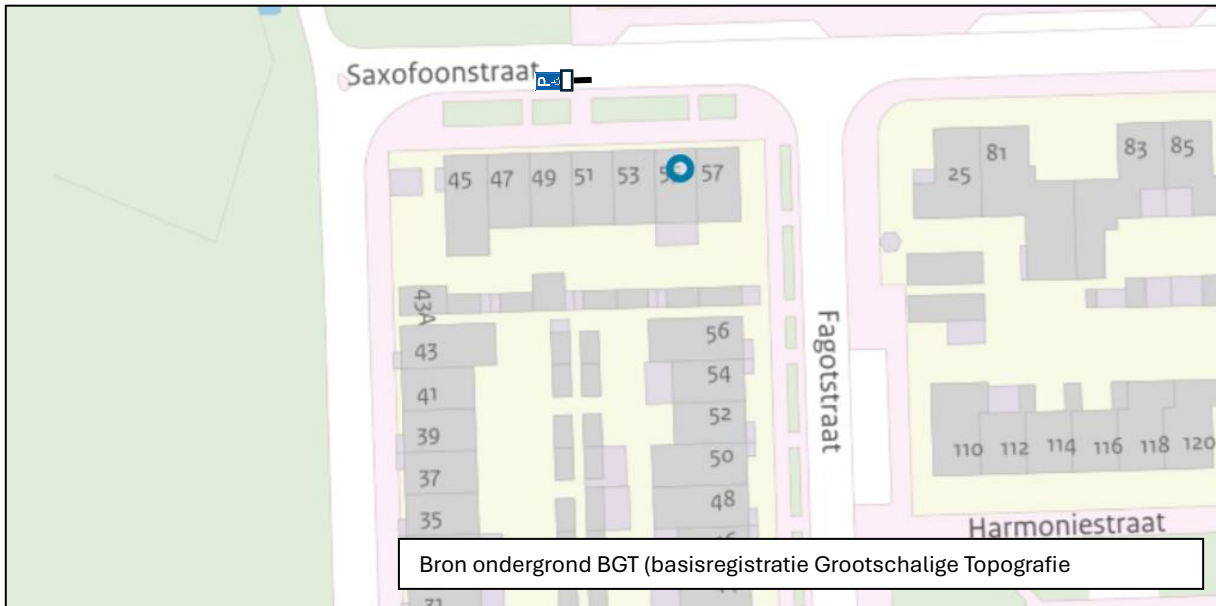 Saxofoonstraat
P
45 47 49 51 53 57
25 81 83 85
43A
43
41
39
37
35
56
54
52
50
48
Fagotstraat
110 112 114 116 118 120
Harmoniestraat
Bron ondergrond BGT (basisregistratie Grootschalige Topografie